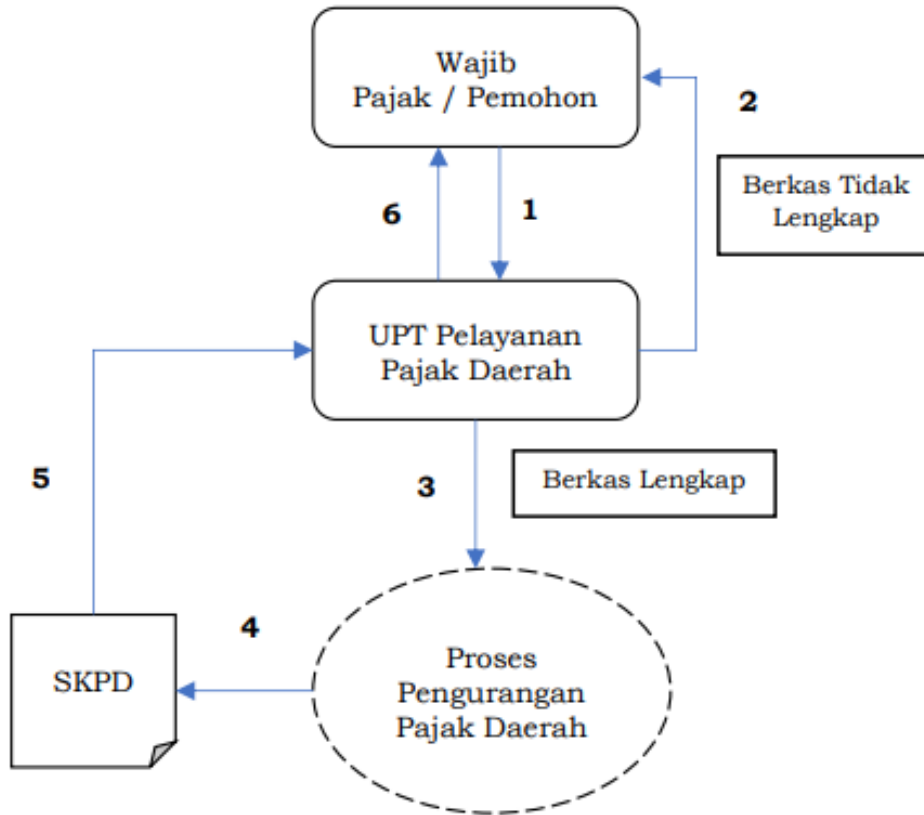 Wajib
Pajak / Pemohon
2
Berkas Tidak
Lengkap
6
1
UPT Pelayanan
Pajak Daerah
5
3
Berkas Lengkap
4
SKPD
Proses
Pengurangan
Pajak Daerah